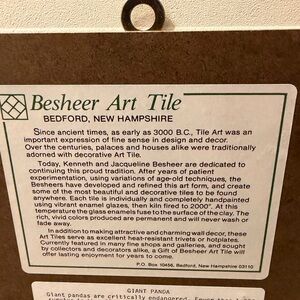 Besheer Art Tile
BEDFORD, NEW HAMPSHIRE
Since ancient times, as early as 3000 B.C., Tile Art was an
important expression of fine sense in design and decor.
Over the centuries, palaces and houses alike were traditionally
adorned with decorative Art Tile.
Today, Kenneth and Jacqueline Besheer are dedicated to
continuing this proud tradition. After years of patient
experimentation, using variations of age-old techniques, the
Besheers have developed and refined this art form, and create
some of the most beautiful and decorative tiles to be found
anywhere. Each tile is individually and completely handpainted
using vibrant enamel glazes, then kiln fired to 2000°. At this
temperature the glass enamels fuse to the surface of the clay. The
rich, vivid colors produced are permanent and will never wash or
fade away.
In addition to making attractive and charming wall decor, these
Art Tiles serve as excellent heat-resistant trivets or hotplates.
Currently featured in many fine shops and galleries, and sought
by collectors and decorators alike, a Gift of Besheer Art Tile will
offer lasting enjoyment for years to come.
P.O. Box 10456, Bedford, New Hampshire 03110
GIANT PANDA
Giant pandas are critically endangered.